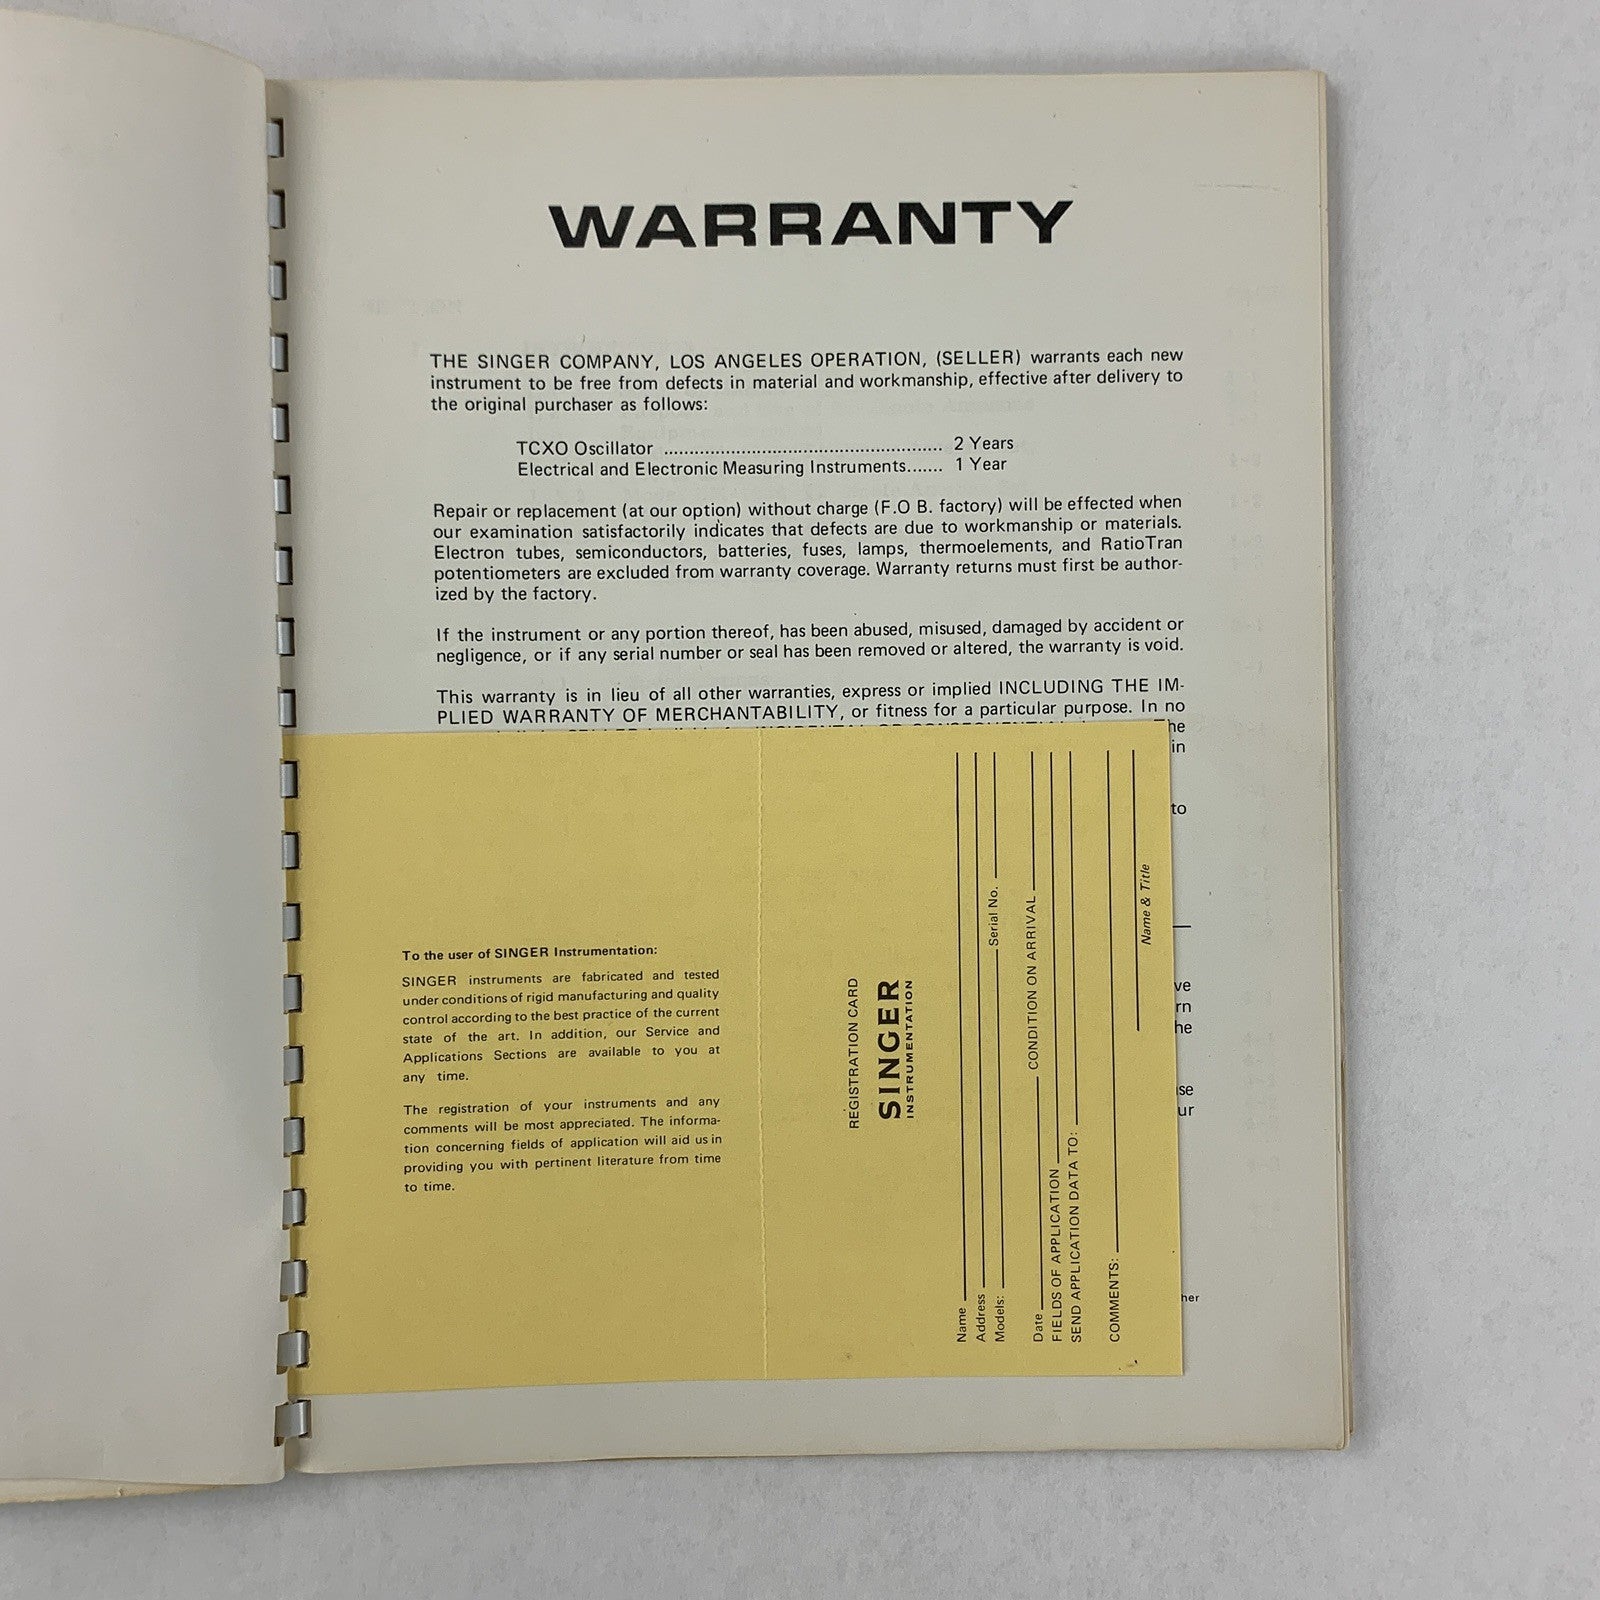 WARRANTY
THE SINGER COMPANY, LOS ANGELES OPERATION, (SELLER) warrants each new
instrument to be free from defects in material and workmanship, effective after delivery to
the original purchaser as follows:
TCXO Oscillator ...................................................... 2 Years
Electrical and Electronic Measuring Instruments....... 1 Year
Repair or replacement (at our option) without charge (F.O B. factory) will be effected when
our examination satisfactorily indicates that defects are due to workmanship or materials.
Electron tubes, semiconductors, batteries, fuses, lamps, thermoelements, and RatioTran
potentiometers are excluded from warranty coverage. Warranty returns must first be author-
ized by the factory.
If the instrument or any portion thereof, has been abused, misused, damaged by accident or
negligence, or if any serial number or seal has been removed or altered, the warranty is void.
This warranty is in lieu of all other warranties, express or implied INCLUDING THE IM-
PLIED WARRANTY OF MERCHANTABILITY, or fitness for a particular purpose. In no
in
to
To the user of SINGER Instrumentation:
SINGER instruments are fabricated and tested
under conditions of rigid manufacturing and quality
control according to the best practice of the current
state of the art. In addition, our Service and
Applications Sections are available to you at
any time.
The registration of your instruments and any
comments will be most appreciated. The informa-
tion concerning fields of application will aid us in
providing you with pertinent literature from time
to time.
REGISTRATION CARD
SINGER
INSTRUMENTATION
Name
Address
Models: Serial No.
Date CONDITION ON ARRIVAL
FIELDS OF APPLICATION
SEND APPLICATION DATA TO:
COMMENTS:
Name & Title